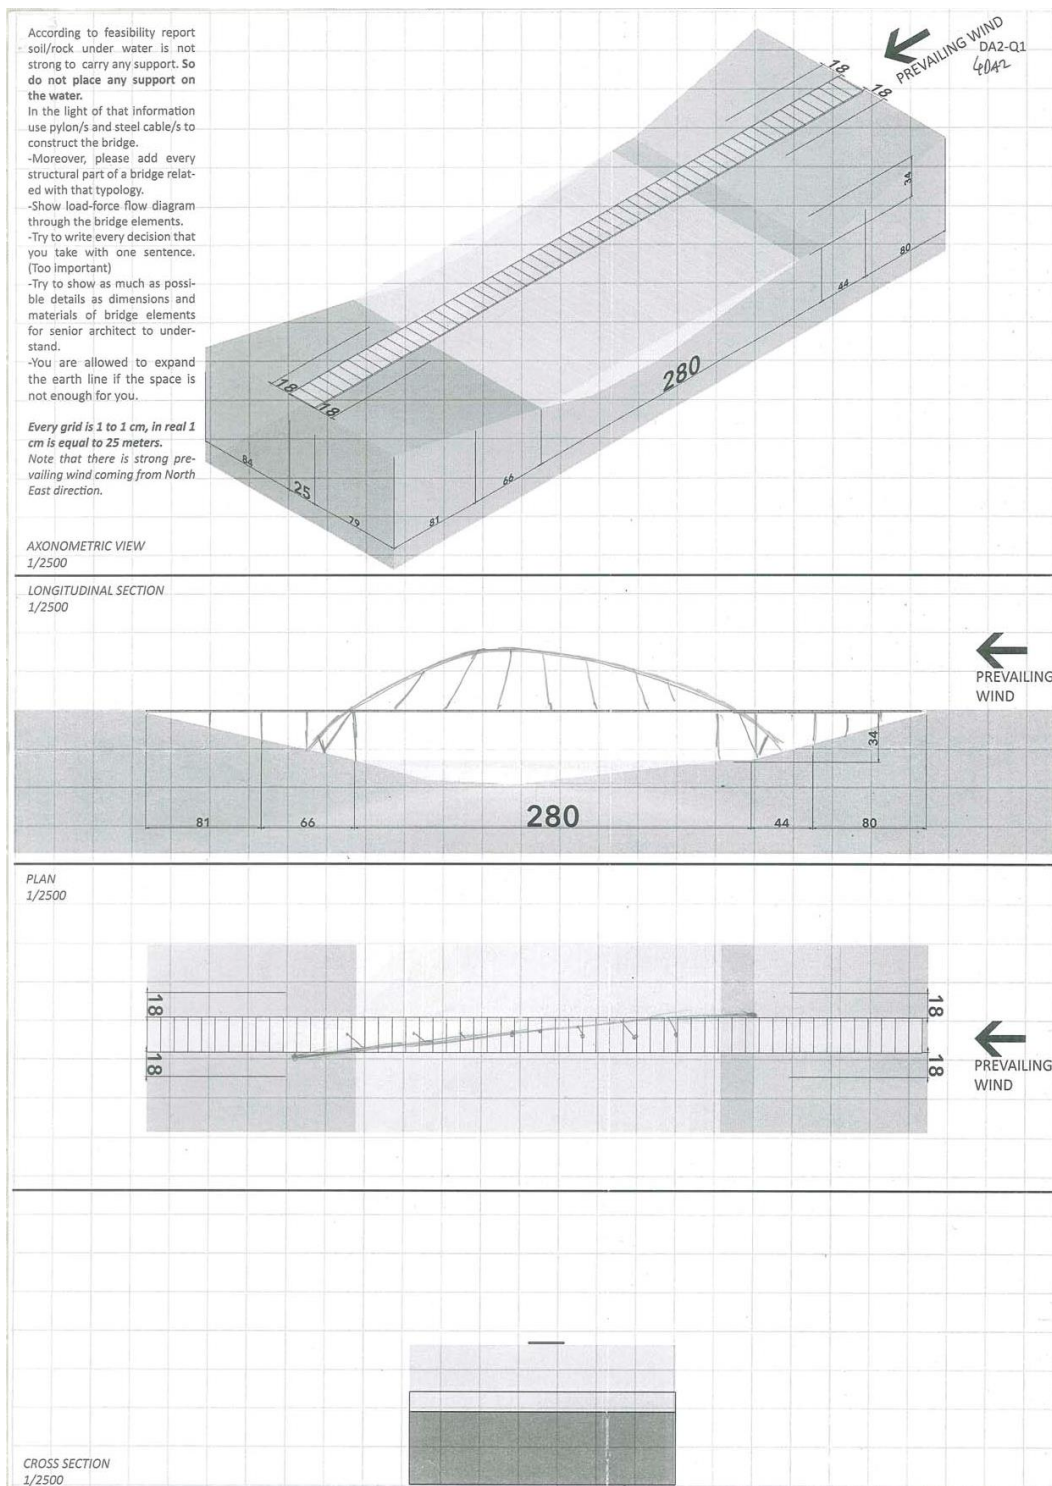 According to feasibility report
soil/rock under water is not
strong to carry any support. So
do not place any support on
the water.
In the light of that information
use pylon/s and steel cable/s to
construct the bridge.
-Moreover, please add every
structural part of a bridge relat-
ed with that typology.
-Show load-force flow diagram
through the bridge elements.
-Try to write every decision that
you take with one sentence.
(Too important)
-Try to show as much as possi-
ble details as dimensions and
materials of bridge elements
for senior architect to under-
stand.
-You are allowed to expand
the earth line if the space is
not enough for you.
Every grid is 1 to 1 cm, in real 1
cm is equal to 25 meters.
Note that there is strong pre-
vailing wind coming from North
East direction.
PREVAILING WIND
DA2-Q1
4DA2
18
18
34
80
44
280
18
18
84
25
79
81
66
AXONOMETRIC VIEW
1/2500
LONGITUDINAL SECTION
1/2500
PREVAILING
WIND
34
81
66
280
44
80
PLAN
1/2500
18
18
18
18
PREVAILING
WIND
CROSS SECTION
1/2500